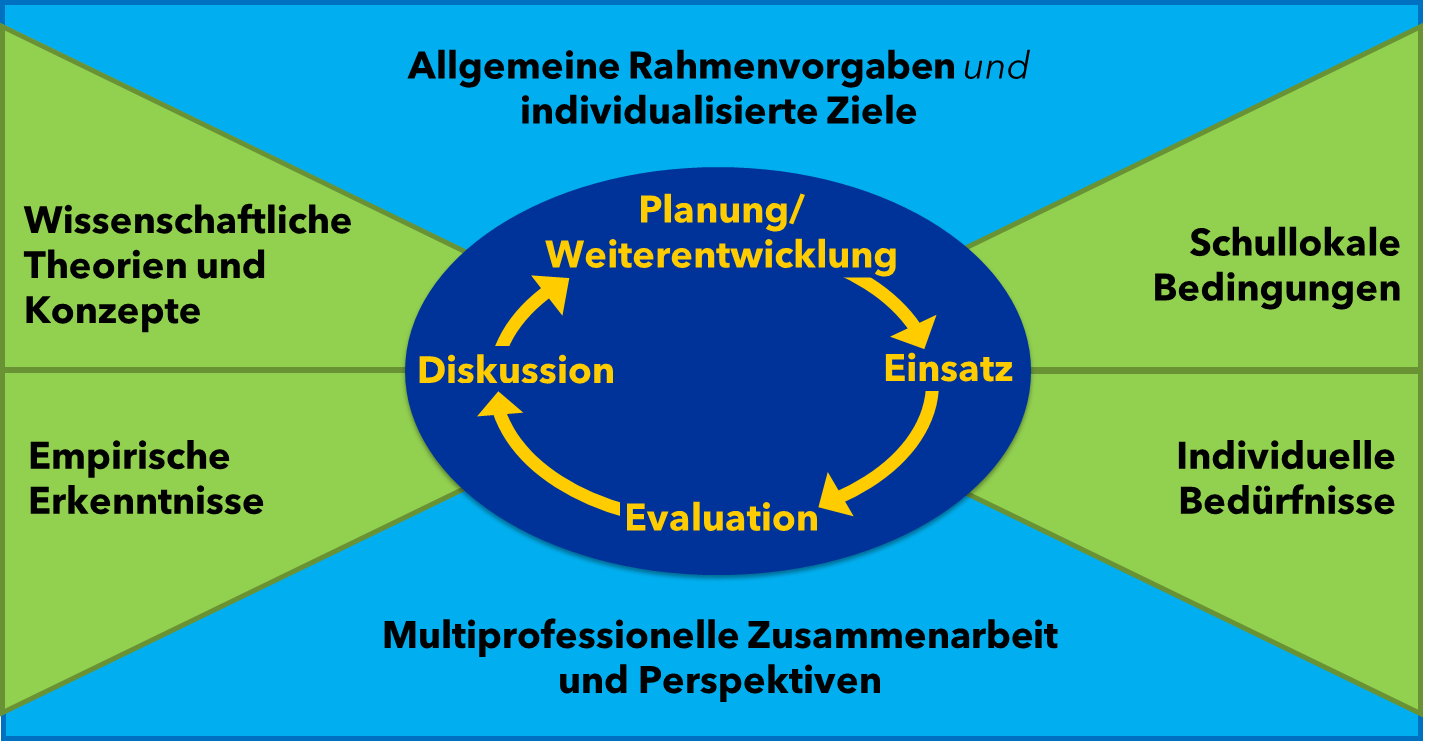 Allgemeine Rahmenvorgaben und
individualisierte Ziele
Wissenschaftliche
Theorien und
Konzepte
Planung/
Weiterentwicklung
Schullokale
Bedingungen
Diskussion
Einsatz
Empirische
Erkenntnisse
Evaluation
Individuelle
Bedürfnisse
Multiprofessionelle Zusammenarbeit
und Perspektiven